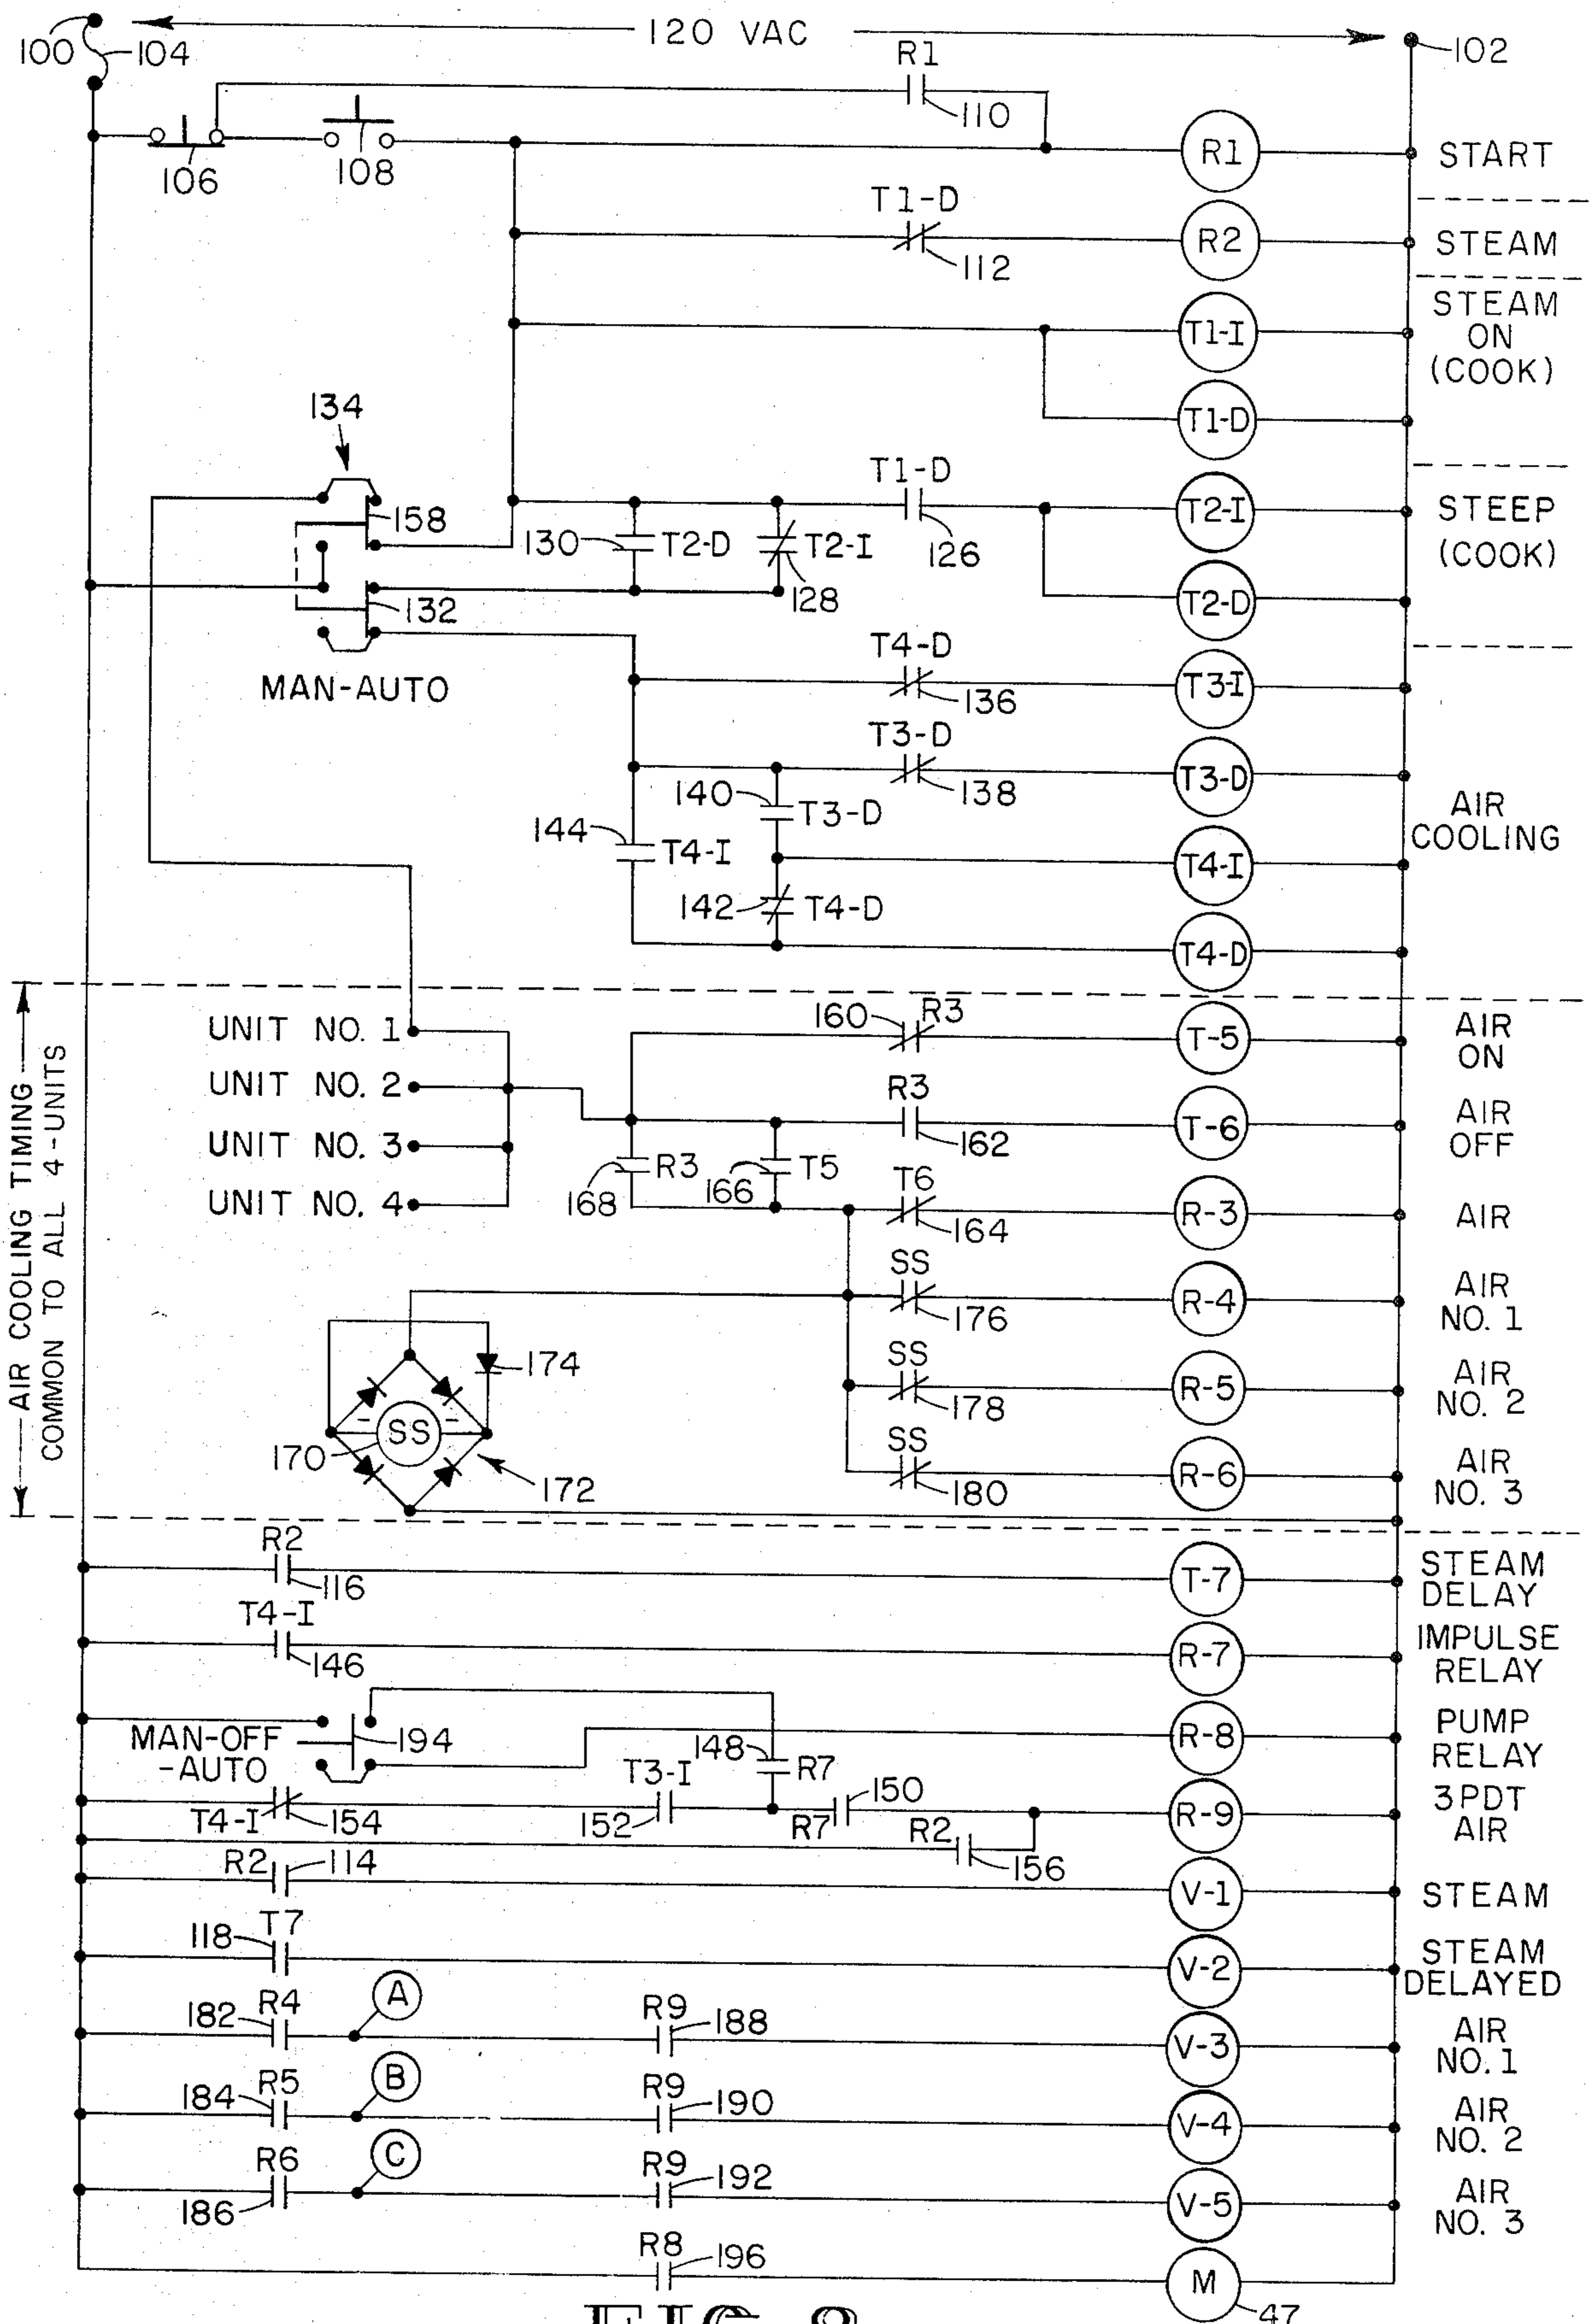 100
104
120 VAC
102
R1
110
106
108
R1
START
T1-D
112
R2
STEAM
T1-I
STEAM
ON
(COOK)
T1-D
134
158
T1-D
126
T2-I
STEEP
(COOK)
130
T2-D
T2-I
128
T2-D
132
MAN-AUTO
T4-D
136
T3-I
T3-D
138
T3-D
140
T3-D
AIR
COOLING
144
T4-I
T4-I
142
T4-D
T4-D
AIR COOLING TIMING
COMMON TO ALL 4-UNITS
UNIT NO. 1
160
R3
T-5
AIR
ON
UNIT NO. 2
R3
162
T-6
AIR
OFF
UNIT NO. 3
168
R3
166
T5
UNIT NO. 4
T6
164
R-3
AIR
SS
176
R-4
AIR
NO. 1
174
SS
178
R-5
AIR
NO. 2
- SS -
170
172
SS
180
R-6
AIR
NO. 3
R2
116
T-7
STEAM
DELAY
T4-I
146
R-7
IMPULSE
RELAY
MAN-OFF
-AUTO
194
148
R7
R-8
PUMP
RELAY
T4-I
154
T3-I
152
R7
150
R-9
3PDT
AIR
R2
156
R2
114
V-1
STEAM
T7
118
V-2
STEAM
DELAYED
R4
182
A
R9
188
V-3
AIR
NO. 1
R5
184
B
R9
190
V-4
AIR
NO. 2
R6
186
C
R9
192
V-5
AIR
NO. 3
R8
196
M
47